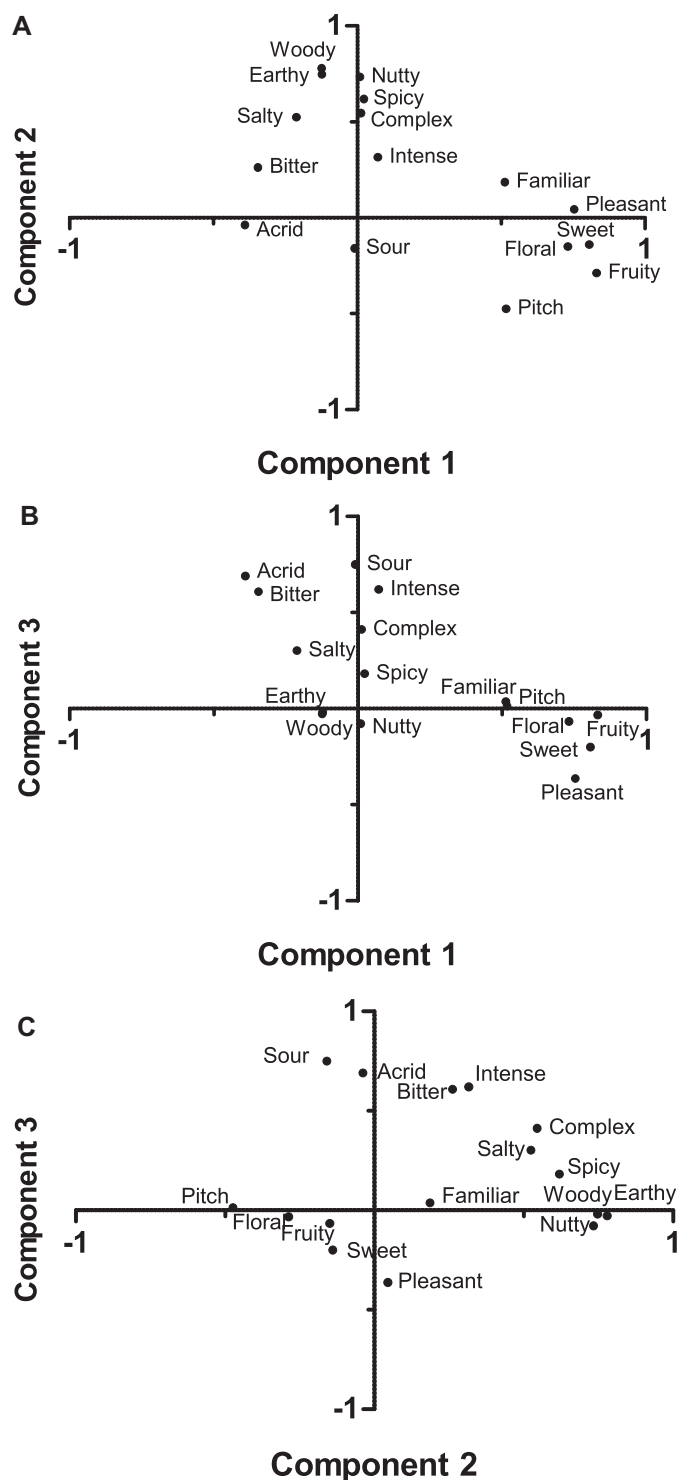 A
1
Woody
Earthy
Nutty
Spicy
Salty
Complex
Bitter
Intense
Familiar
Pleasant
Component 2
-1
Acrid
Sour
Sweet
Floral
1
Fruity
Pitch
-1
Component 1
B
1
Acrid
Sour
Bitter
Intense
Complex
Salty
Spicy
Component 3
Earthy
Familiar
Pitch
-1
Woody
Nutty
Floral
Fruity
1
Sweet
Pleasant
-1
Component 1
C
1
Sour
Acrid
Intense
Bitter
Complex
Salty
Spicy
Component 3
Pitch
Familiar
Woody
Earthy
-1
Floral
Fruity
Nutty
1
Sweet
Pleasant
-1
Component 2